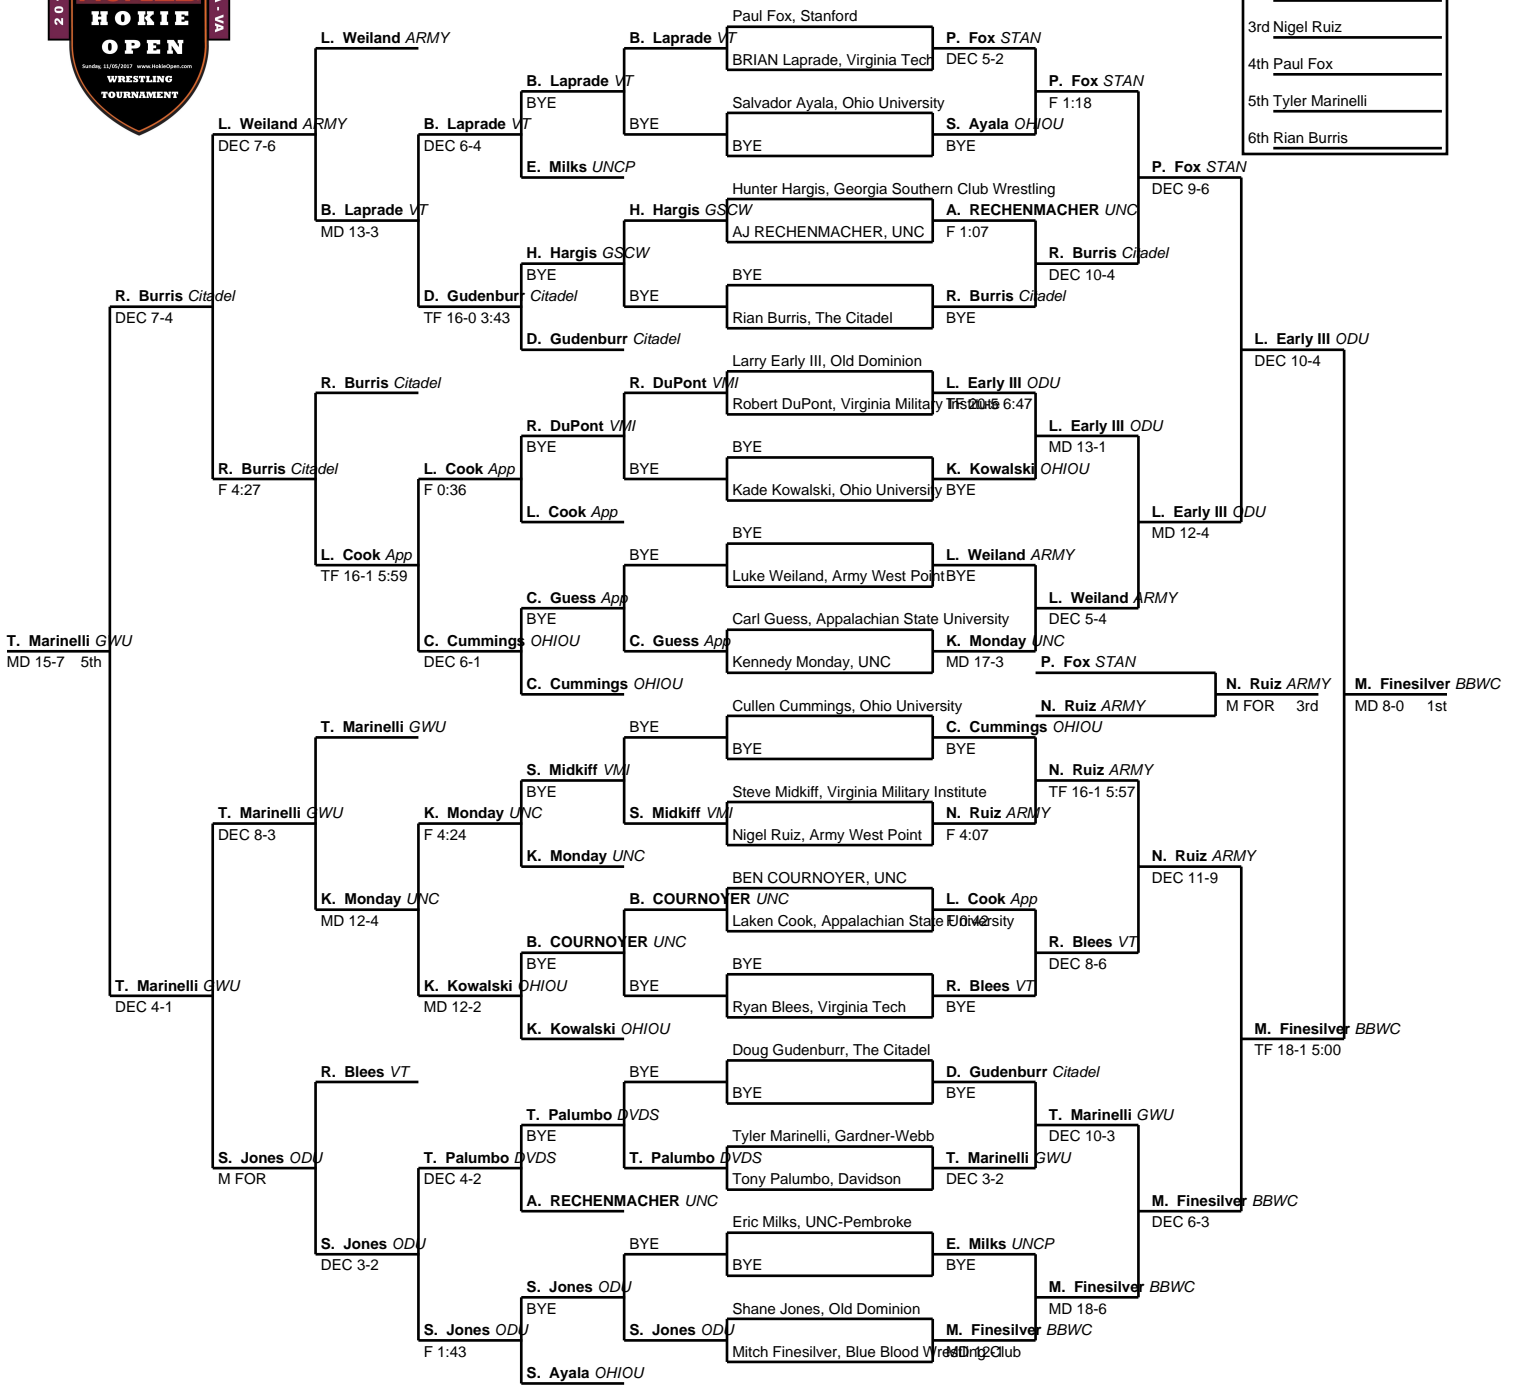 HOKIE
OPEN
Sunday, 11/05/2017 www.HokieOpen.com
WRESTLING
TOURNAMENT
3rd Nigel Ruiz
4th Paul Fox
5th Tyler Marinelli
6th Rian Burris
T. Marinelli GWU
MD 15-7 5th
R. Burris Citadel
DEC 7-4
T. Marinelli GWU
DEC 4-1
L. Weiland ARMY
DEC 7-6
R. Burris Citadel
F 4:27
T. Marinelli GWU
DEC 8-3
S. Jones ODU
M FOR
L. Weiland ARMY
B. Laprade VT
MD 13-3
R. Burris Citadel
L. Cook App
TF 16-1 5:59
T. Marinelli GWU
K. Monday UNC
MD 12-4
R. Blees VT
S. Jones ODU
DEC 3-2
B. Laprade VT
DEC 6-4
D. Gudenburr Citadel
TF 16-0 3:43
L. Cook App
F 0:36
C. Cummings OHIOU
DEC 6-1
K. Monday UNC
F 4:24
K. Kowalski OHIOU
MD 12-2
T. Palumbo DVDS
DEC 4-2
S. Jones ODU
F 1:43
B. Laprade VT
BYE
E. Milks UNCP
H. Hargis GSCW
BYE
D. Gudenburr Citadel
R. DuPont VMI
BYE
L. Cook App
C. Guess App
BYE
C. Cummings OHIOU
S. Midkiff VMI
BYE
K. Monday UNC
B. COURNOYER UNC
BYE
K. Kowalski OHIOU
T. Palumbo DVDS
BYE
A. RECHENMACHER UNC
S. Jones ODU
BYE
S. Ayala OHIOU
B. Laprade VT
BYE
H. Hargis GSCW
BYE
R. DuPont VMI
BYE
BYE
C. Guess App
BYE
S. Midkiff VMI
B. COURNOYER UNC
BYE
BYE
T. Palumbo DVDS
BYE
S. Jones ODU
Paul Fox, Stanford
BRIAN Laprade, Virginia Tech
Salvador Ayala, Ohio University
BYE
Hunter Hargis, Georgia Southern Club Wrestling
AJ RECHENMACHER, UNC
BYE
Rian Burris, The Citadel
Larry Early III, Old Dominion
Robert DuPont, Virginia Military Institute
BYE
Kade Kowalski, Ohio University
BYE
Luke Weiland, Army West Point
Carl Guess, Appalachian State University
Kennedy Monday, UNC
Cullen Cummings, Ohio University
BYE
Steve Midkiff, Virginia Military Institute
Nigel Ruiz, Army West Point
BEN COURNOYER, UNC
Laken Cook, Appalachian State University
BYE
Ryan Blees, Virginia Tech
Doug Gudenburr, The Citadel
BYE
Tyler Marinelli, Gardner-Webb
Tony Palumbo, Davidson
Eric Milks, UNC-Pembroke
BYE
Shane Jones, Old Dominion
Mitch Finesilver, Blue Blood Wrestling Club
P. Fox STAN
DEC 5-2
S. Ayala OHIOU
BYE
A. RECHENMACHER UNC
F 1:07
R. Burris Citadel
BYE
L. Early III ODU
TF 20-5 6:47
K. Kowalski OHIOU
BYE
L. Weiland ARMY
BYE
K. Monday UNC
MD 17-3
C. Cummings OHIOU
BYE
N. Ruiz ARMY
F 4:07
L. Cook App
F 0:42
R. Blees VT
BYE
D. Gudenburr Citadel
BYE
T. Marinelli GWU
DEC 3-2
E. Milks UNCP
BYE
M. Finesilver BBWC
MD 12-1
P. Fox STAN
F 1:18
R. Burris Citadel
DEC 10-4
L. Early III ODU
MD 13-1
L. Weiland ARMY
DEC 5-4
P. Fox STAN
N. Ruiz ARMY
N. Ruiz ARMY
TF 16-1 5:57
R. Blees VT
DEC 8-6
T. Marinelli GWU
DEC 10-3
M. Finesilver BBWC
MD 18-6
P. Fox STAN
DEC 9-6
L. Early III ODU
MD 12-4
N. Ruiz ARMY
DEC 11-9
M. Finesilver BBWC
DEC 6-3
L. Early III ODU
DEC 10-4
N. Ruiz ARMY
M FOR 3rd
M. Finesilver BBWC
TF 18-1 5:00
M. Finesilver BBWC
MD 8-0 1st